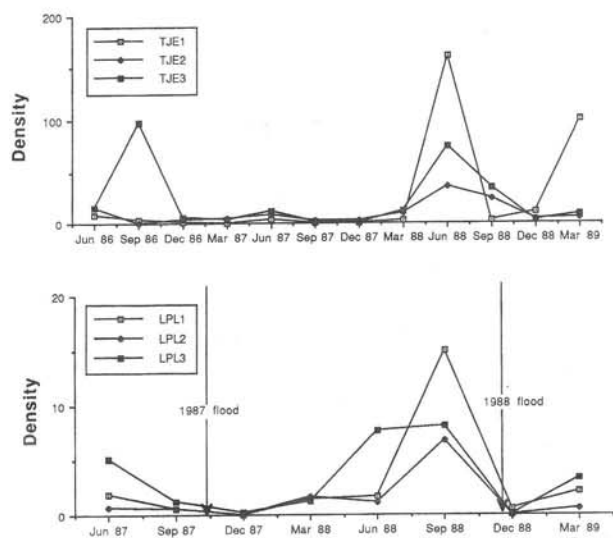 200
100
0
Density
TJE1
TJE2
TJE3
Jun 86 Sep 86 Dec 86 Mar 87 Jun 87 Sep 87 Dec 87 Mar 88 Jun 88 Sep 88 Dec 88 Mar 89
20
10
0
Density
LPL1
LPL2
LPL3
1987 flood
1988 flood
Jun 87 Sep 87 Dec 87 Mar 88 Jun 88 Sep 88 Dec 88 Mar 89